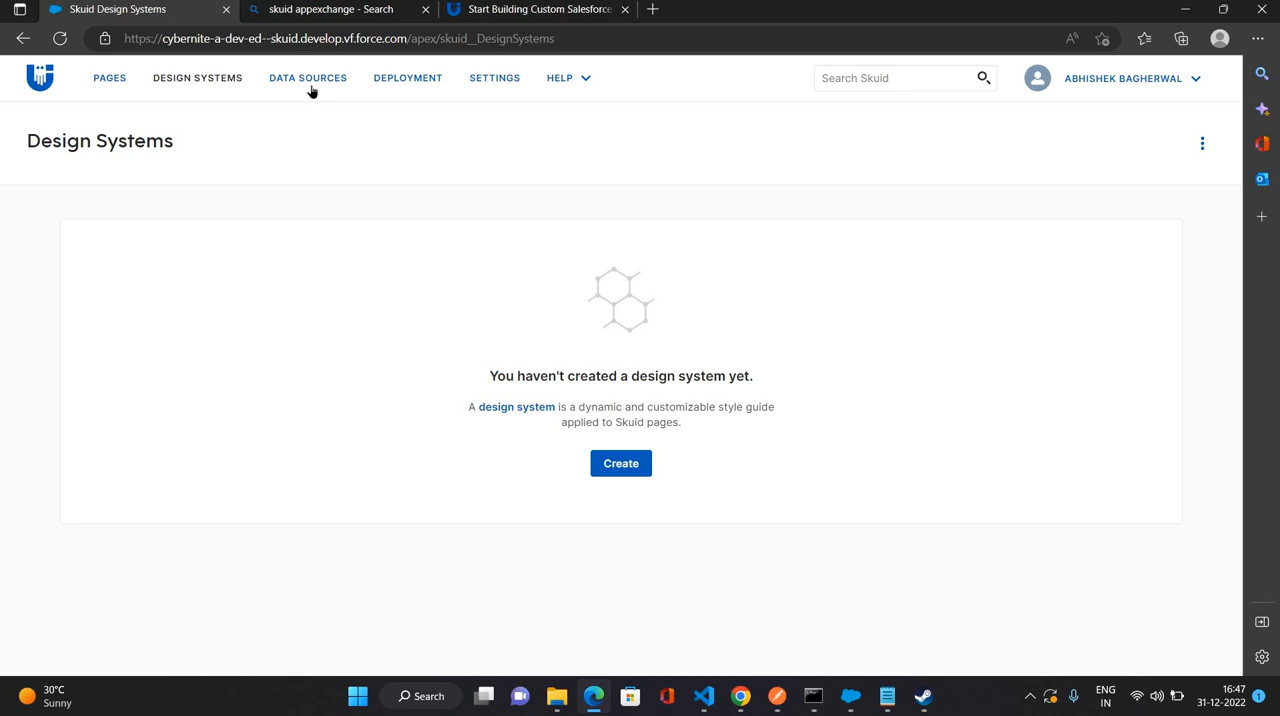 Skuid Design Systems
skuid appexchange - Search
Start Building Custom Salesforce
https://cybernite-a-dev-ed--skuid.develop.vf.force.com/apex/skuid__DesignSystems
PAGES
DESIGN SYSTEMS
DATA SOURCES
DEPLOYMENT
SETTINGS
HELP
Search Skuid
ABHISHEK BAGHERWAL
Design Systems
You haven't created a design system yet.
A design system is a dynamic and customizable style guide
applied to Skuid pages.
Create
30°C
Sunny
Search
ENG
IN
16:47
31-12-2022
1